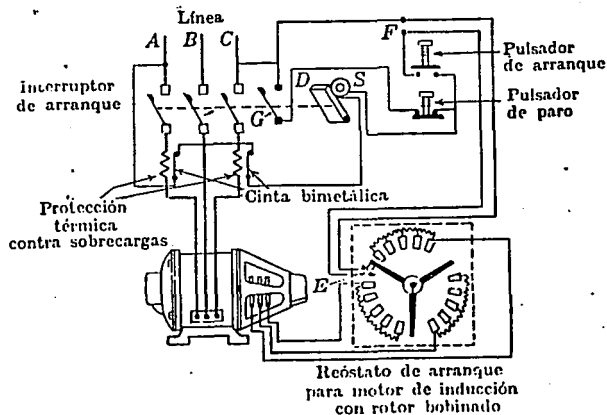 Línea
A B C
F
Pulsador
de arranque
Interruptor
de arranque
D S
G
Pulsador
de paro
Cinta bimetálica
Protección
térmica
contra sobrecargas
E
Reóstato de arranque
para motor de inducción
con rotor bobinado